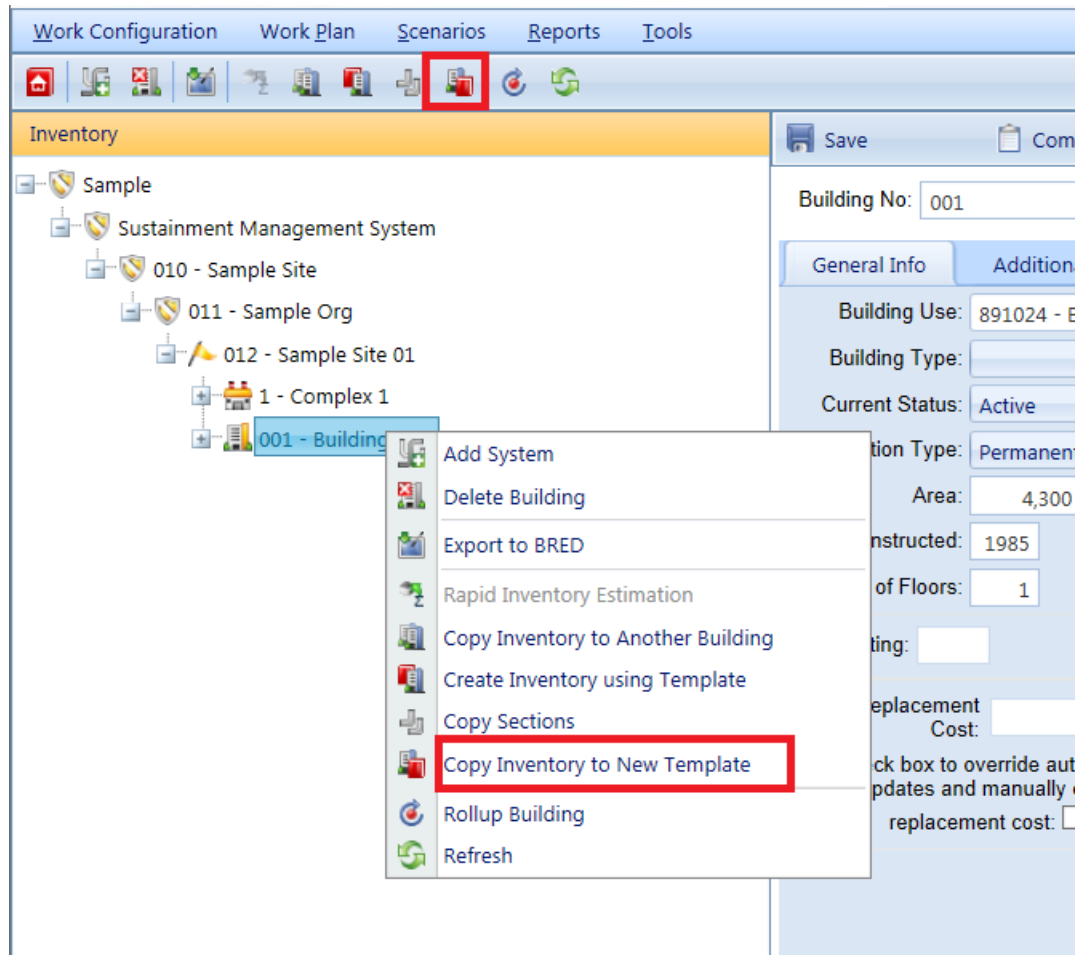 Work Configuration Work Plan Scenarios Reports Tools
Inventory
Save Com
Sample
Sustainment Management System
010 - Sample Site
011 - Sample Org
012 - Sample Site 01
1 - Complex 1
001 - Building
Building No: 001
General Info Addition
Building Use: 891024 - B
Building Type:
Current Status: Active
tion Type: Permanent
Area: 4,300
nstructed: 1985
of Floors: 1
ting:
eplacement
Cost:
ck box to override aut
pdates and manually
replacement cost:
Add System
Delete Building
Export to BRED
Rapid Inventory Estimation
Copy Inventory to Another Building
Create Inventory using Template
Copy Sections
Copy Inventory to New Template
Rollup Building
Refresh